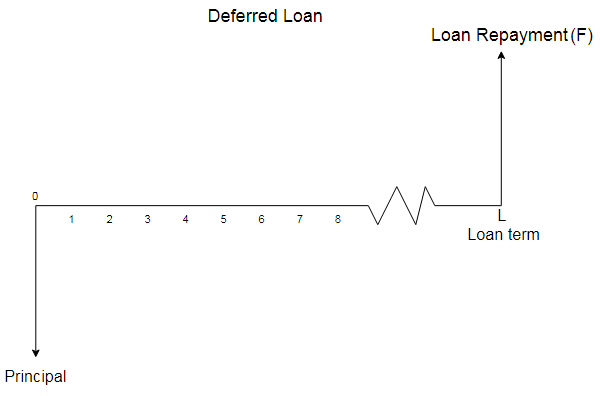 Deferred Loan
Loan Repayment (F)
0
1 2 3 4 5 6 7 8
L
Loan term
Principal